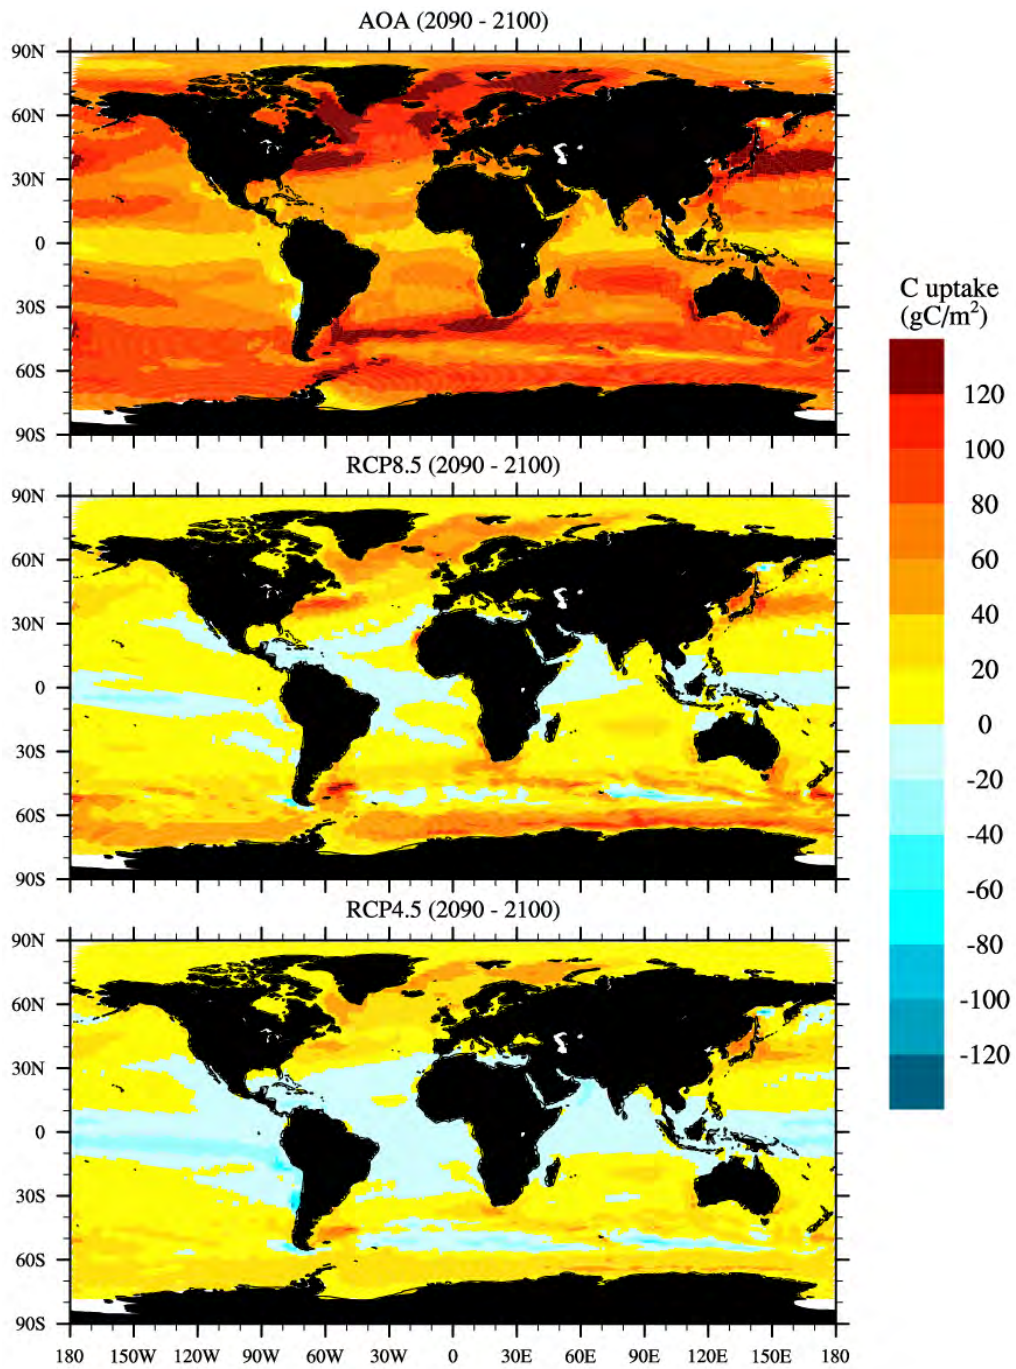 AOA (2090 - 2100)
90N
60N
30N
0
30S
60S
90S
RCP8.5 (2090 - 2100)
90N
60N
30N
0
30S
60S
90S
RCP4.5 (2090 - 2100)
90N
60N
30N
0
30S
60S
90S
180 150W 120W 90W 60W 30W 0 30E 60E 90E 120E 150E 180
C uptake
(gC/m²)
120
100
80
60
40
20
0
-20
-40
-60
-80
-100
-120